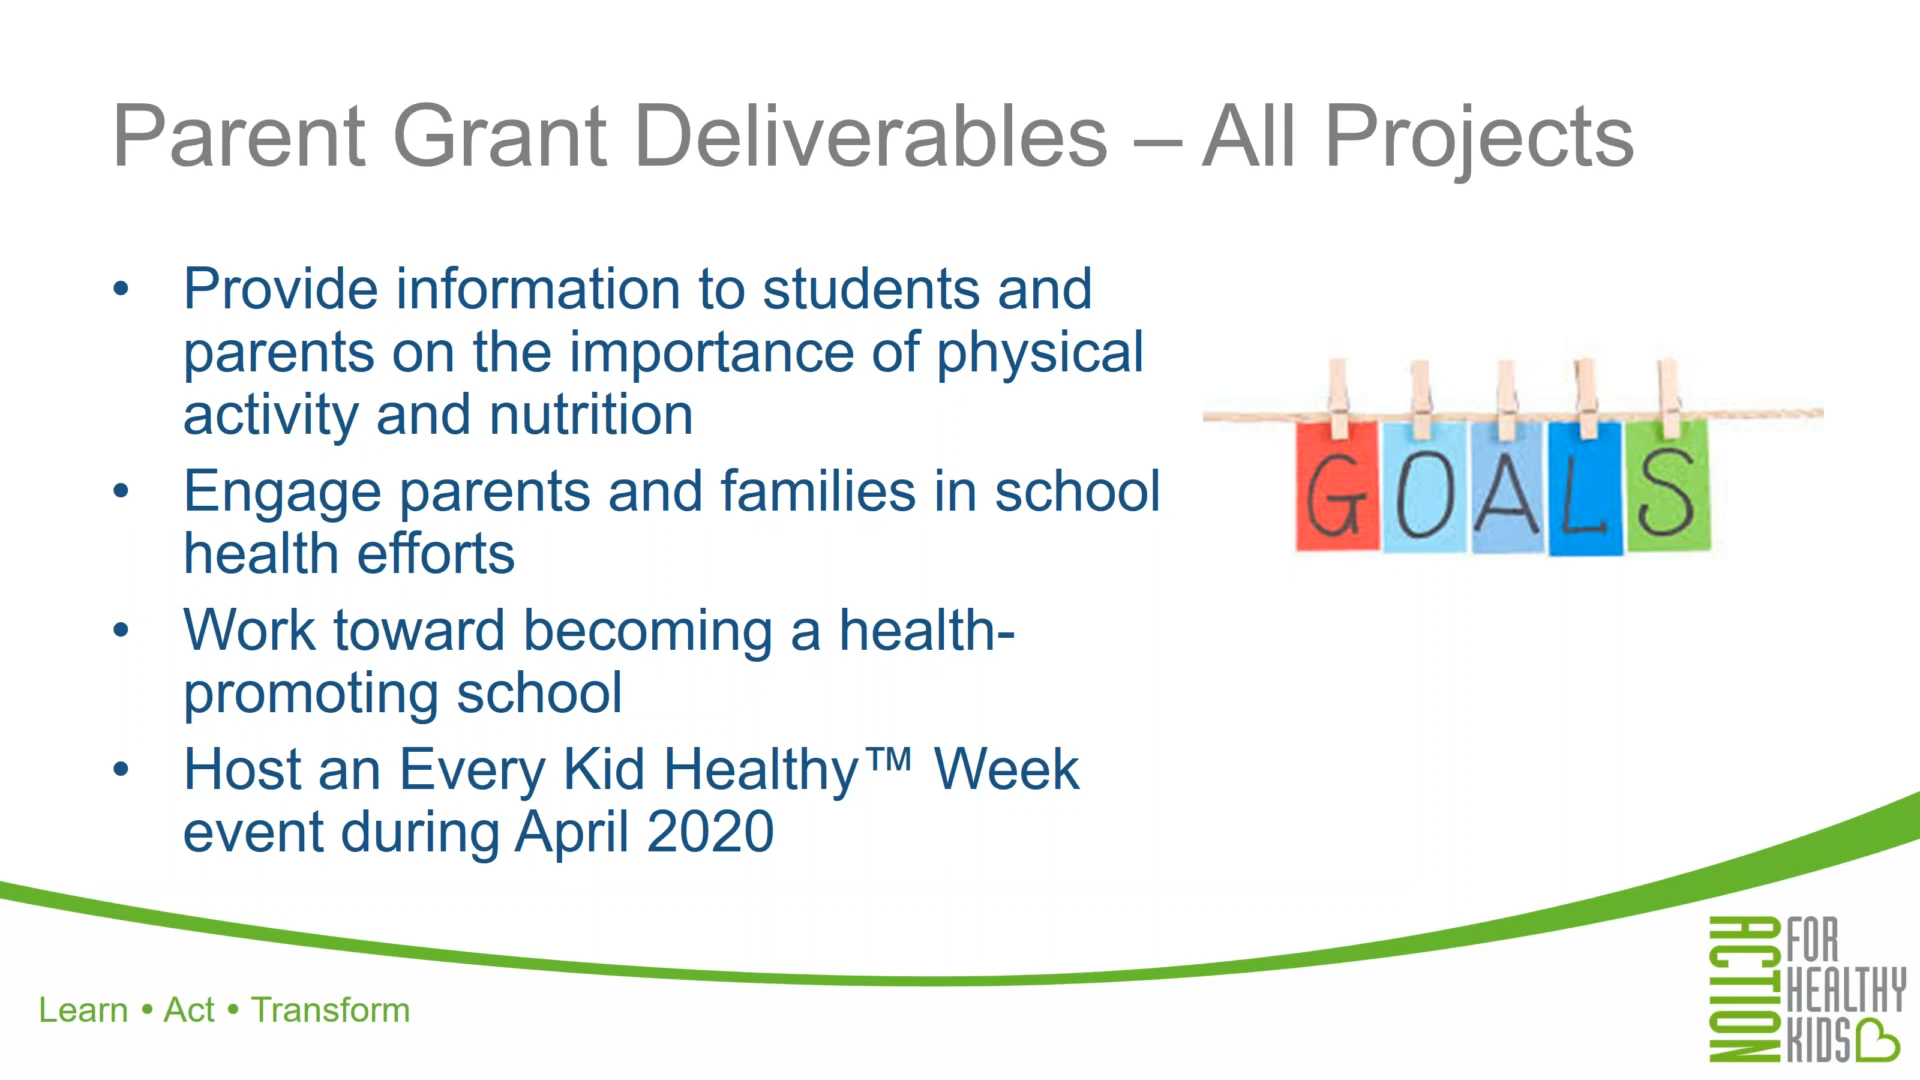 Parent Grant Deliverables – All Projects
• Provide information to students and
parents on the importance of physical
activity and nutrition
• Engage parents and families in school
health efforts
• Work toward becoming a health-
promoting school
• Host an Every Kid Healthy™ Week
event during April 2020
GOALS
Learn • Act • Transform
ACTION
FOR
HEALTHY
KIDS